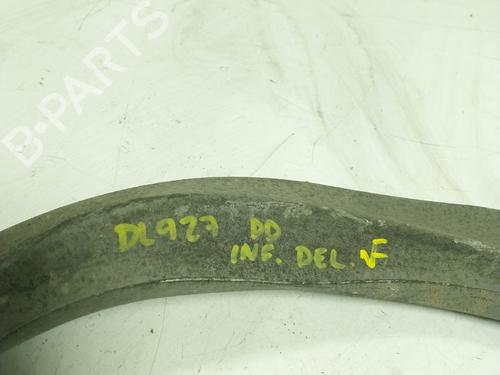 B-PARTS
DL927 DD
INF. DEL. √F